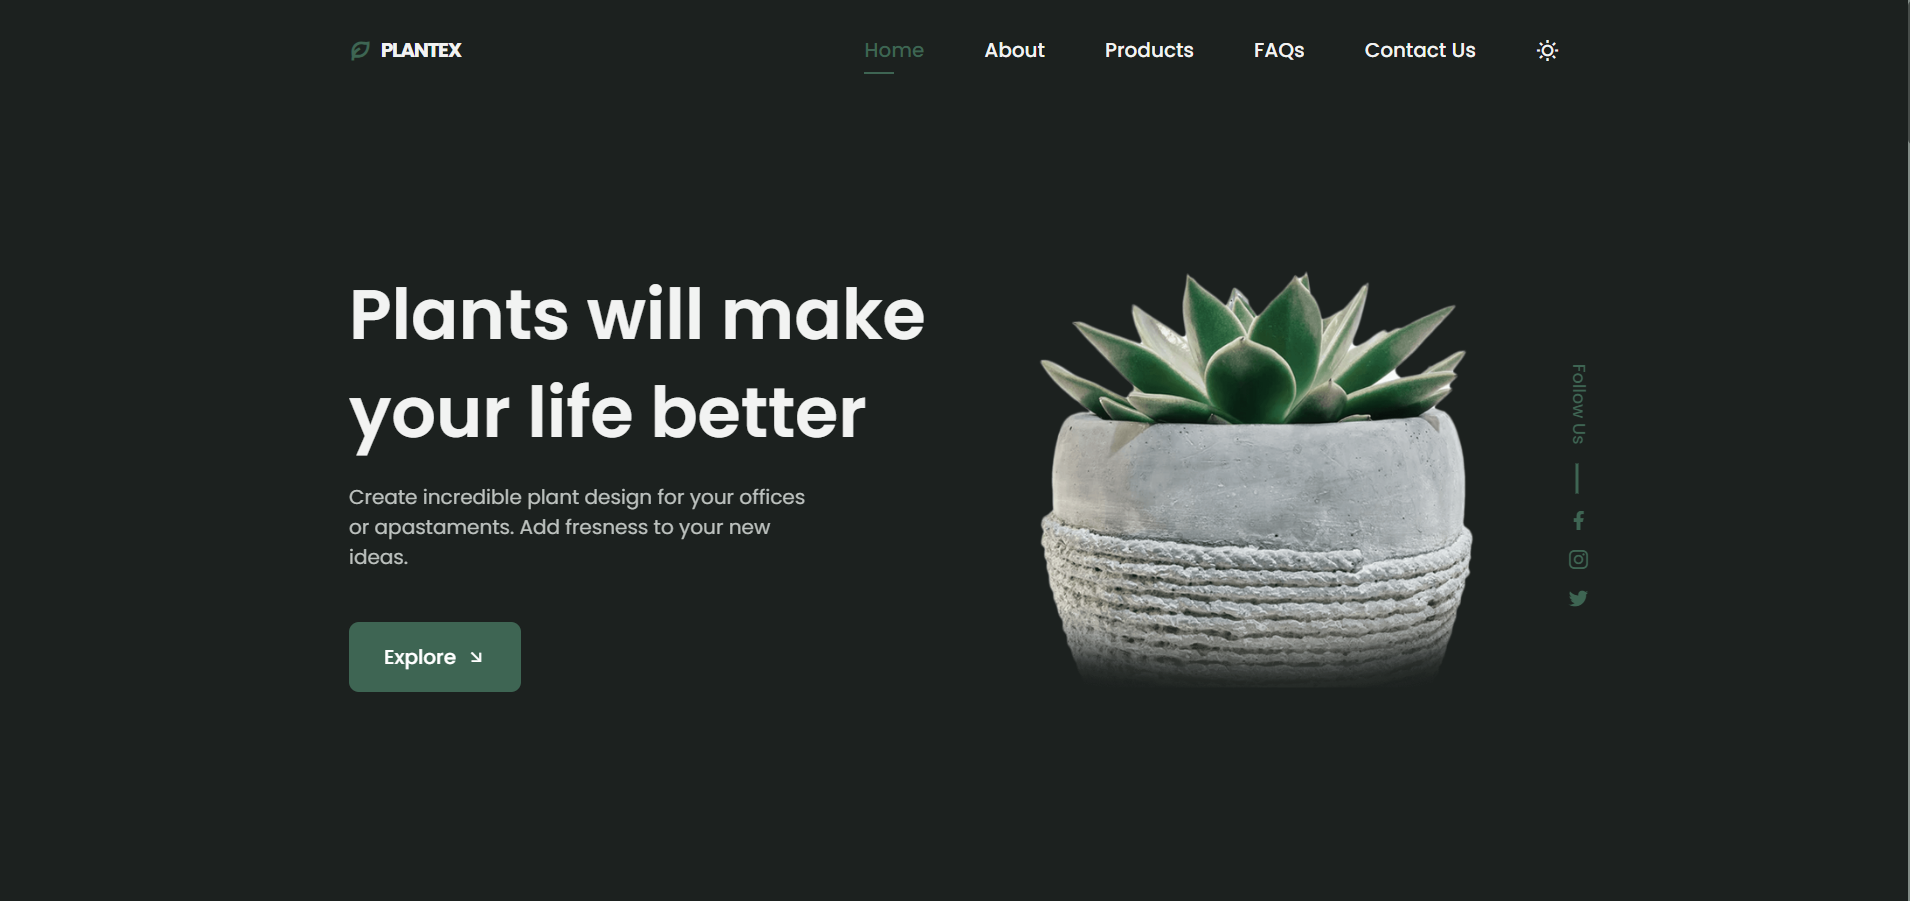 PLANTEX
Home
About
Products
FAQs
Contact Us
Plants will make
your life better
Create incredible plant design for your offices
or apastaments. Add fresness to your new
ideas.
Explore
Follow Us